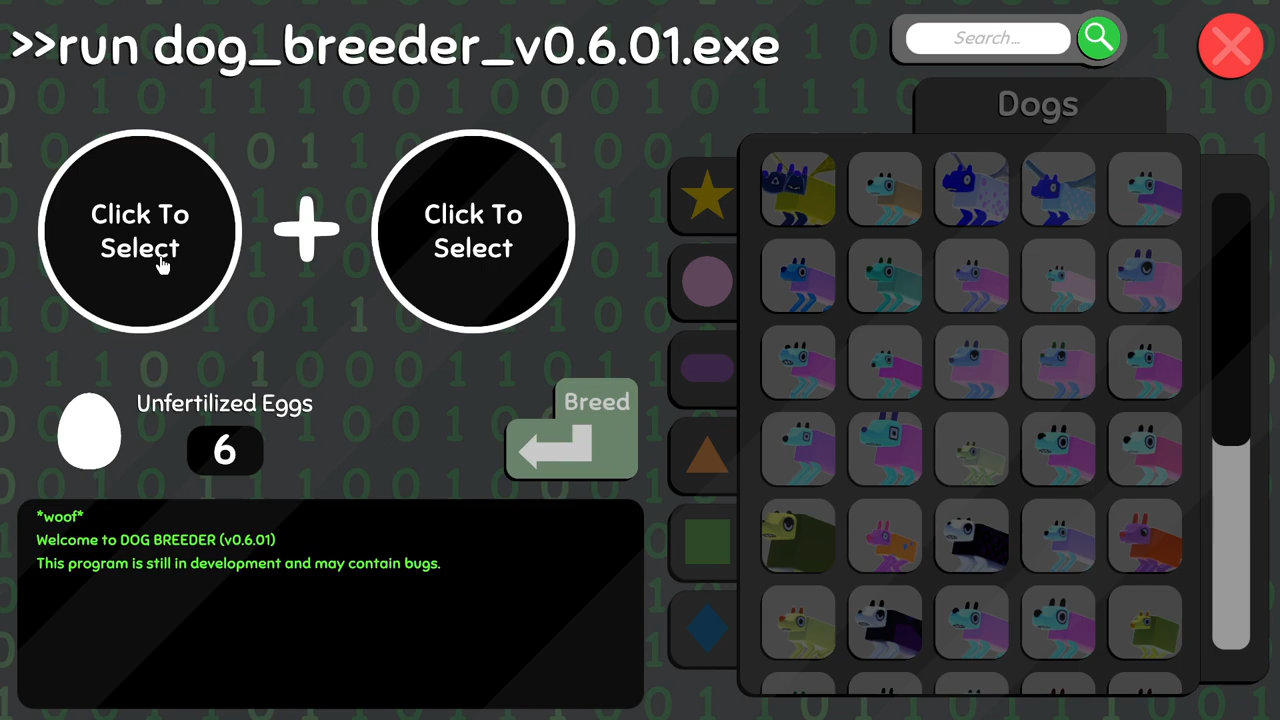 >>run dog_breeder_v0.6.01.exe
Search...
Dogs
Click To
Select
Click To
Select
Unfertilized Eggs
6
Breed
*woof*
Welcome to DOG BREEDER (v0.6.01)
This program is still in development and may contain bugs.